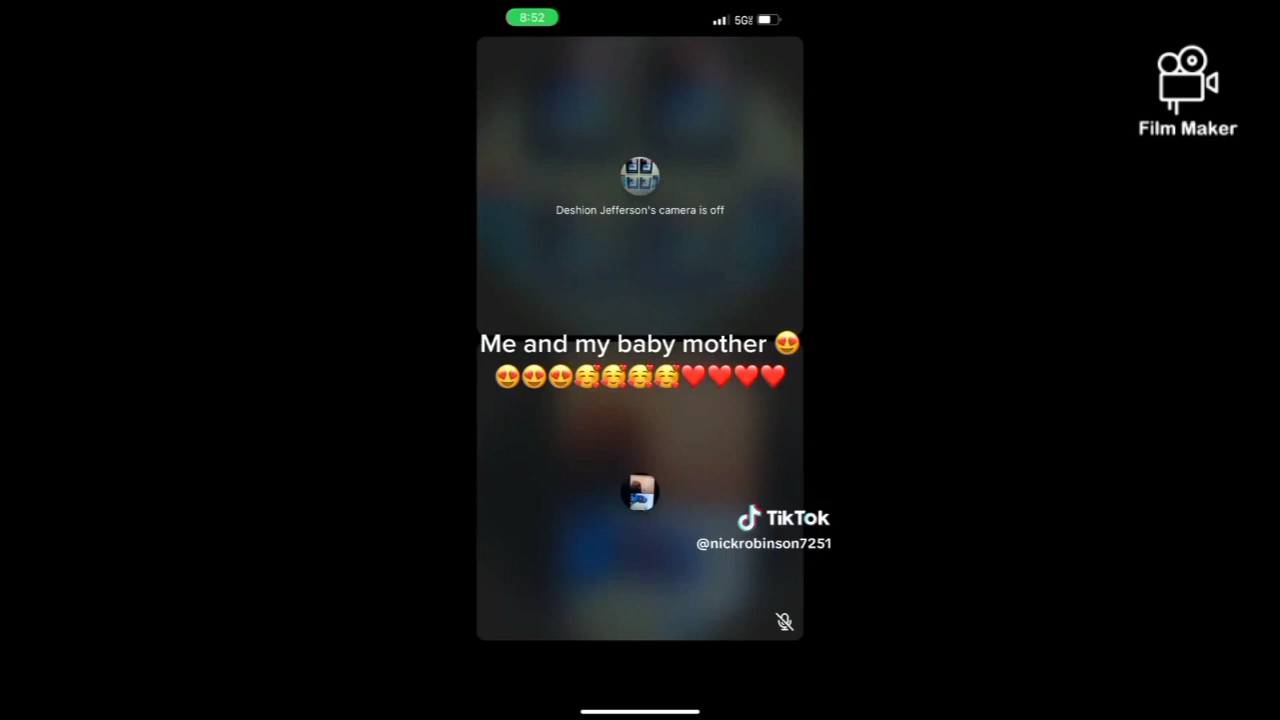 8:52
5G
Film Maker
Deshion Jefferson's camera is off
Me and my baby mother 😍
😍😍😍🥰🥰🥰🥰❤️❤️❤️❤️
TikTok
@nickrobinson7251